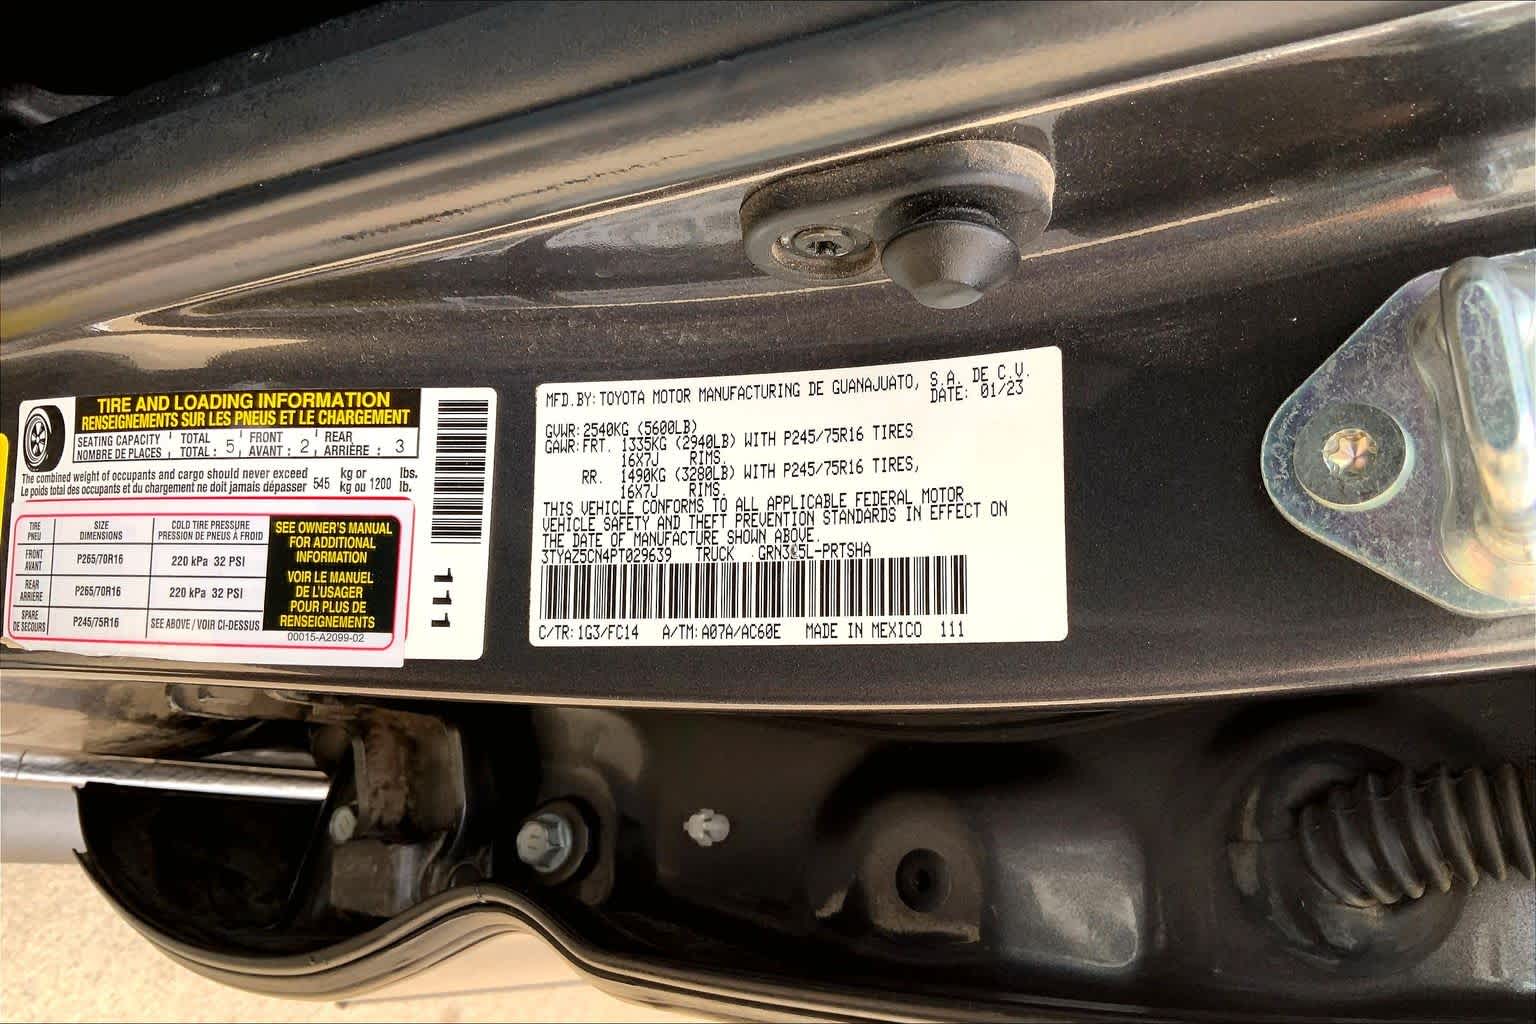 TIRE AND LOADING INFORMATION
RENSEIGNEMENTS SUR LES PNEUS ET LE CHARGEMENT
SEATING CAPACITY TOTAL 5 FRONT 2 REAR 3
NOMBRE DE PLACES TOTAL: AVANT: ARRIÈRE:
The combined weight of occupants and cargo should never exceed 545 kg or 1200 lbs.
Le poids total des occupants et du chargement ne doit jamais dépasser kg ou lb.
TIRE SIZE COLD TIRE PRESSURE
PNEU DIMENSIONS PRESSION DE PNEUS À FROID
FRONT AVANT P265/70R16 220 kPa 32 PSI
REAR ARRIÈRE P265/70R16 220 kPa 32 PSI
SPARE DE SECOURS P245/75R16 SEE ABOVE / VOIR CI-DESSUS
SEE OWNER'S MANUAL
FOR ADDITIONAL
INFORMATION
VOIR LE MANUEL
DE L'USAGER
POUR PLUS DE
RENSEIGNEMENTS
00015-A2099-02
111
MFD.BY: TOYOTA MOTOR MANUFACTURING DE GUANAJUATO, S.A. DE C.V.
DATE: 01/23
GVWR: 2540KG (5600LB)
GAWR: FRT. 1335KG (2940LB) WITH P245/75R16 TIRES
16X7J RIMS.
RR. 1490KG (3280LB) WITH P245/75R16 TIRES,
16X7J RIMS.
THIS VEHICLE CONFORMS TO ALL APPLICABLE FEDERAL MOTOR
VEHICLE SAFETY AND THEFT PREVENTION STANDARDS IN EFFECT ON
THE DATE OF MANUFACTURE SHOWN ABOVE.
3TYAZ5CN4PT029639 TRUCK
C/TR: 1G3/FC14 A/TM: A07A/AC60E MADE IN MEXICO 111